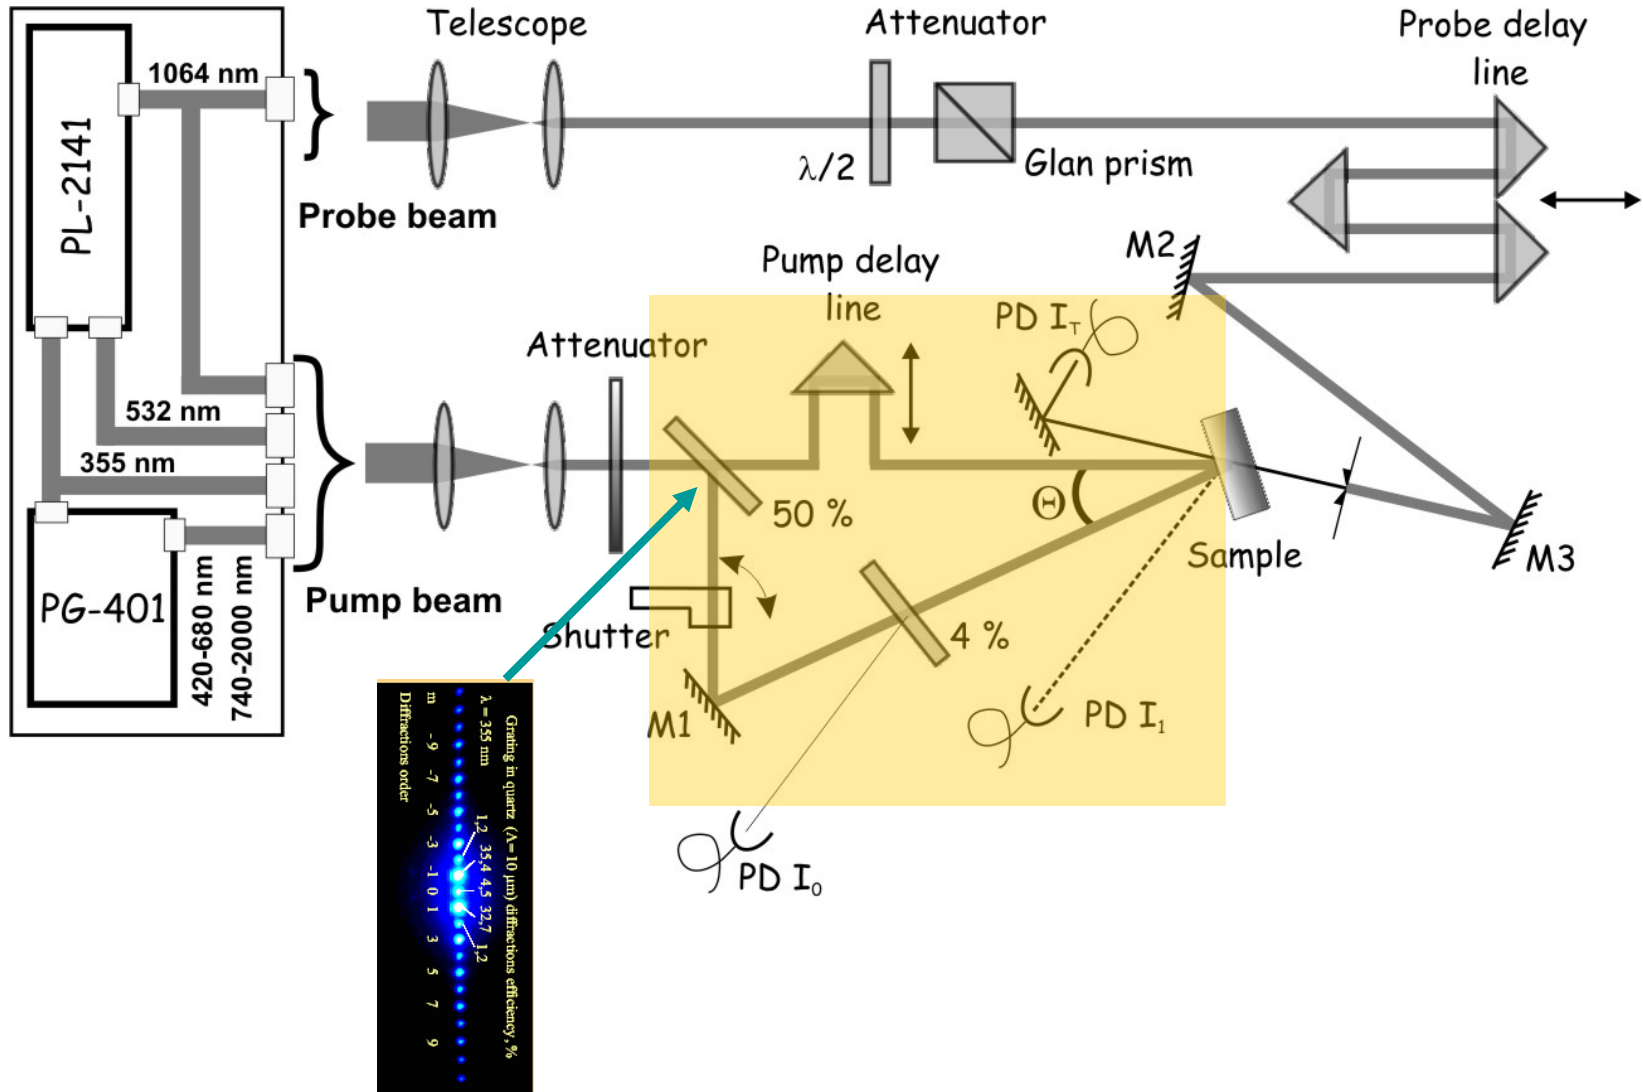 PL-2141
1064 nm
532 nm
355 nm
PG-401
420-680 nm
740-2000 nm
Telescope
Probe beam
Attenuator
λ/2
Glan prism
Probe delay
line
M2
Pump delay
line
Attenuator
Pump beam
50 %
Shutter
M1
4 %
Θ
PD I_T
Sample
M3
PD I₁
PD I₀
Grating in quartz (Λ=10 μm) diffractions efficiency, %
λ = 355 nm
1,2 35,4 4,5 32,7 1,2
m -9 -7 -5 -3 -1 0 1 3 5 7 9
Diffractions order